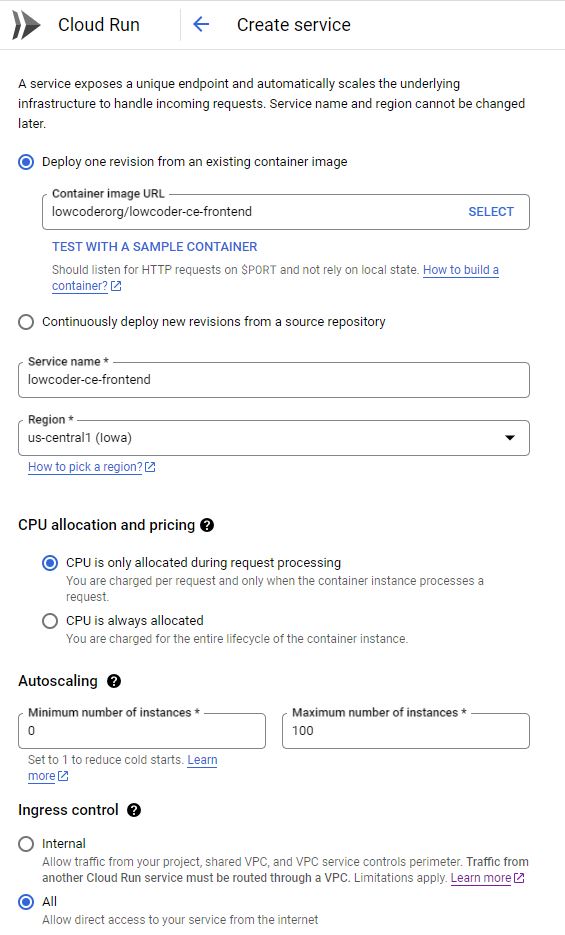 Cloud Run
Create service
A service exposes a unique endpoint and automatically scales the underlying
infrastructure to handle incoming requests. Service name and region cannot be changed
later.
Deploy one revision from an existing container image
Container image URL
lowcoderorg/lowcoder-ce-frontend
SELECT
TEST WITH A SAMPLE CONTAINER
Should listen for HTTP requests on $PORT and not rely on local state. How to build a
container?
Continuously deploy new revisions from a source repository
Service name *
lowcoder-ce-frontend
Region *
us-central1 (Iowa)
How to pick a region?
CPU allocation and pricing ?
CPU is only allocated during request processing
You are charged per request and only when the container instance processes a
request.
CPU is always allocated
You are charged for the entire lifecycle of the container instance.
Autoscaling ?
Minimum number of instances *
0
Maximum number of instances *
100
Set to 1 to reduce cold starts. Learn
more
Ingress control ?
Internal
Allow traffic from your project, shared VPC, and VPC service controls perimeter. Traffic from
another Cloud Run service must be routed through a VPC. Limitations apply. Learn more
All
Allow direct access to your service from the internet